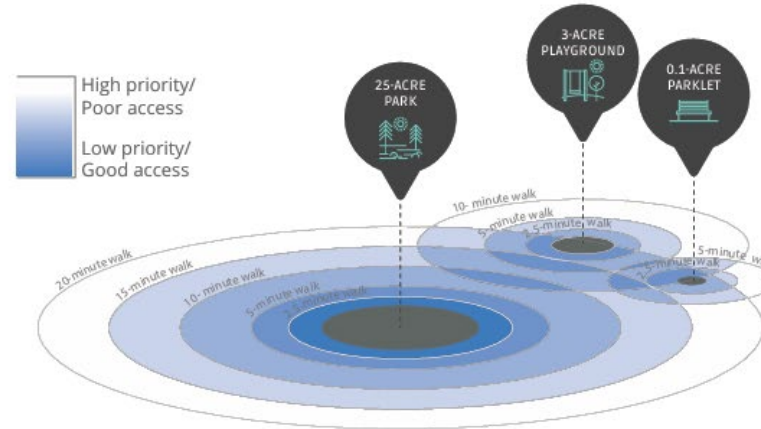 High priority/
Poor access
Low priority/
Good access
25-ACRE
PARK
3-ACRE
PLAYGROUND
0.1-ACRE
PARKLET
20-minute walk
15-minute walk
10- minute walk
5-minute walk
2.5-minute walk
10- minute walk
5-minute walk
2.5-minute walk
5-minute w
2.5-minute walk